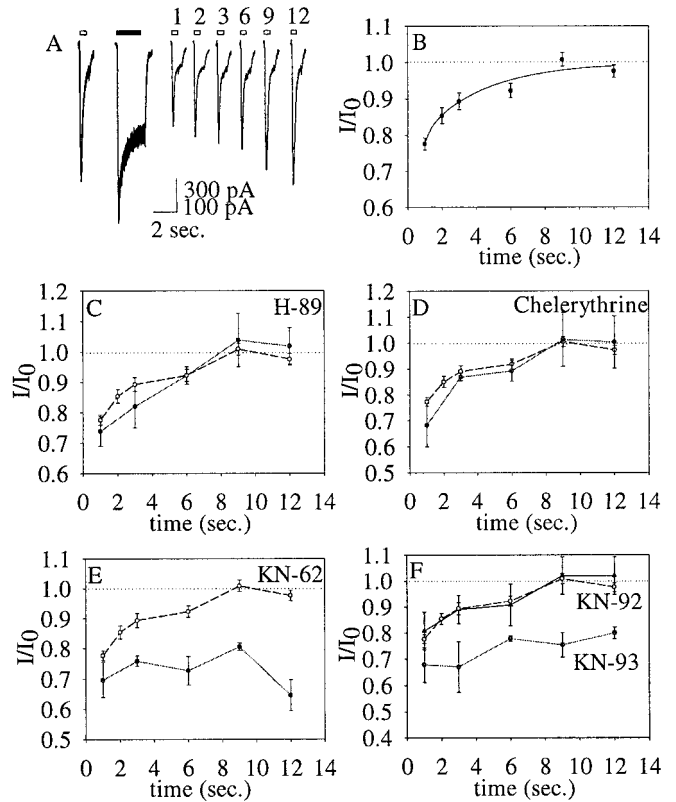 1 2 3 6 9 12
A
300 pA
100 pA
2 sec.
B
1.0
0.9
0.8
0.7
0.6
I/I0
0 2 4 6 8 10 12 14
time (sec.)
C
H-89
1.2
1.1
1.0
0.9
0.8
0.7
0.6
I/I0
0 2 4 6 8 10 12 14
time (sec.)
D
Chelerythrine
1.2
1.1
1.0
0.9
0.8
0.7
0.6
0.5
I/I0
0 2 4 6 8 10 12 14
time (sec.)
E
KN-62
1.1
1.0
0.9
0.8
0.7
0.6
0.5
I/I0
0 2 4 6 8 10 12 14
time (sec.)
F
KN-92
KN-93
1.1
1.0
0.9
0.8
0.7
0.6
0.5
0.4
I/I0
0 2 4 6 8 10 12 14
time (sec.)